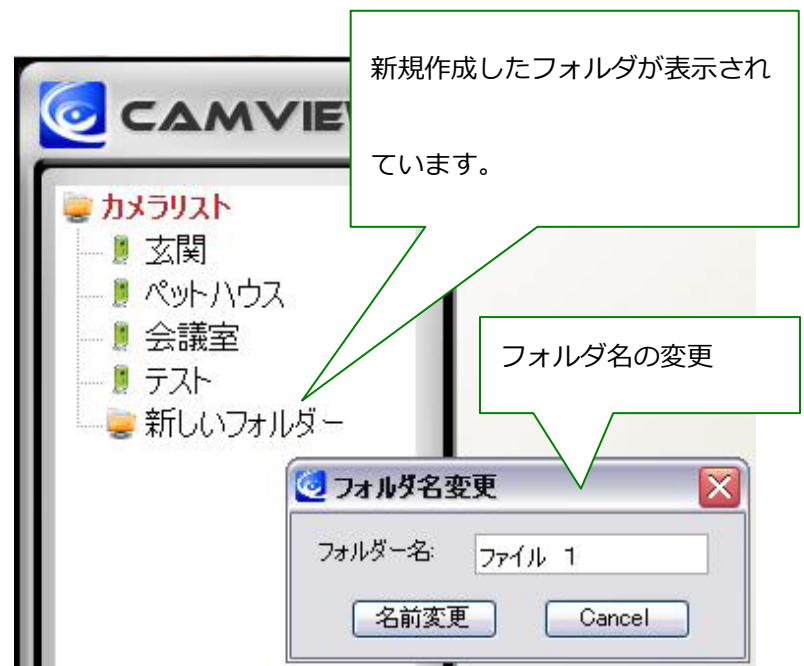 新規作成したフォルダが表示され
ています。
CAMVIE
カメラリスト
玄関
ペットハウス
会議室
テスト
新しいフォルダー
フォルダ名の変更
フォルダ名変更
フォルダー名:
ファイル 1
名前変更
Cancel